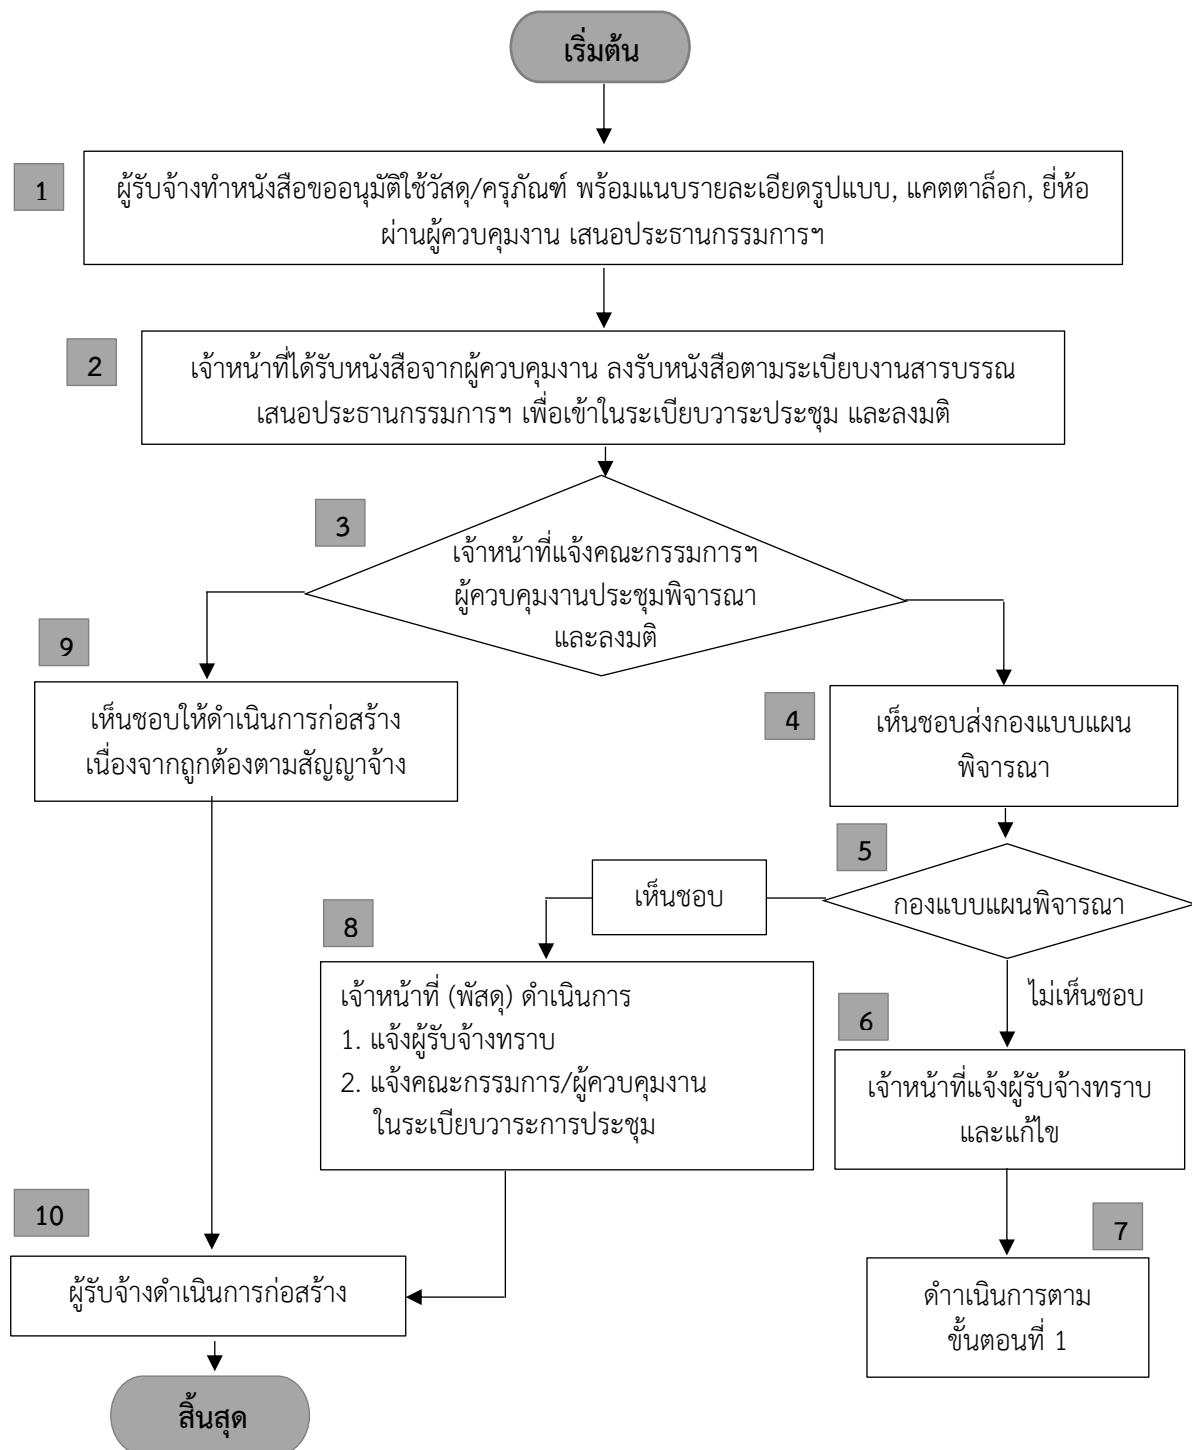 เริ่มต้น
1
ผู้รับจ้างทำหนังสือขออนุมัติใช้วัสดุ/ครุภัณฑ์ พร้อมแนบรายละเอียดรูปแบบ, แคตตาล็อก, ยี่ห้อ
ผ่านผู้ควบคุมงาน เสนอประธานกรรมการฯ
2
เจ้าหน้าที่ได้รับหนังสือจากผู้ควบคุมงาน ลงรับหนังสือตามระเบียบงานสารบรรณ
เสนอประธานกรรมการฯ เพื่อเข้าในระเบียบวาระประชุม และลงมติ
3
เจ้าหน้าที่แจ้งคณะกรรมการฯ
ผู้ควบคุมงานประชุมพิจารณา
และลงมติ
9
เห็นชอบให้ดำเนินการก่อสร้าง
เนื่องจากถูกต้องตามสัญญาจ้าง
4
เห็นชอบส่งกองแบบแผน
พิจารณา
5
กองแบบแผนพิจารณา
เห็นชอบ
8
เจ้าหน้าที่ (พัสดุ) ดำเนินการ
1. แจ้งผู้รับจ้างทราบ
2. แจ้งคณะกรรมการ/ผู้ควบคุมงาน
ในระเบียบวาระการประชุม
ไม่เห็นชอบ
6
เจ้าหน้าที่แจ้งผู้รับจ้างทราบ
และแก้ไข
7
ดำาเนินการตาม
ขั้นตอนที่ 1
10
ผู้รับจ้างดำเนินการก่อสร้าง
สิ้นสุด